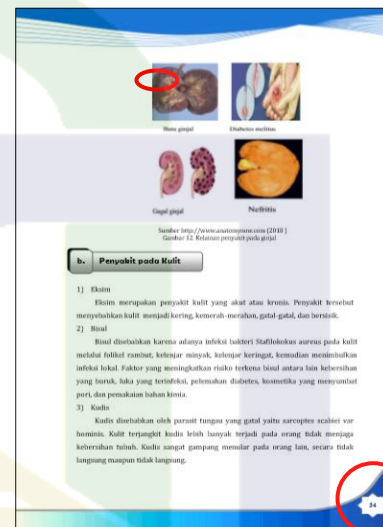 Batu ginjal
Diabetes melitus
Gagal ginjal
Nefritis
Sumber http://www.anatomyone.com (2018 )
Gambar 12. Kelainan penyakit pada ginjal
b. Penyakit pada Kulit
1) Eksim
Eksim merupakan penyakit kulit yang akut atau kronis. Penyakit tersebut
menyebabkan kulit menjadi kering, kemerah-merahan, gatal-gatal, dan bersisik.
2) Bisul
Bisul disebabkan karena adanya infeksi bakteri Stafilokokus aureus pada kulit
melalui folikel rambut, kelenjar minyak, kelenjar keringat, kemudian menimbulkan
infeksi lokal. Faktor yang meningkatkan risiko terkena bisul antara lain kebersihan
yang buruk, luka yang terinfeksi, pelemahan diabetes, kosmetika yang menyumbat
pori, dan pemakaian bahan kimia.
3) Kudis
Kudis disebabkan oleh parasit tungau yang gatal yaitu sarcoptes scabiei var
hominis. Kulit terjangkit kudis lebih banyak terjadi pada orang tidak menjaga
kebersihan tubuh. Kudis sangat gampang menular pada orang lain, secara tidak
langsung maupun tidak langsung.
34